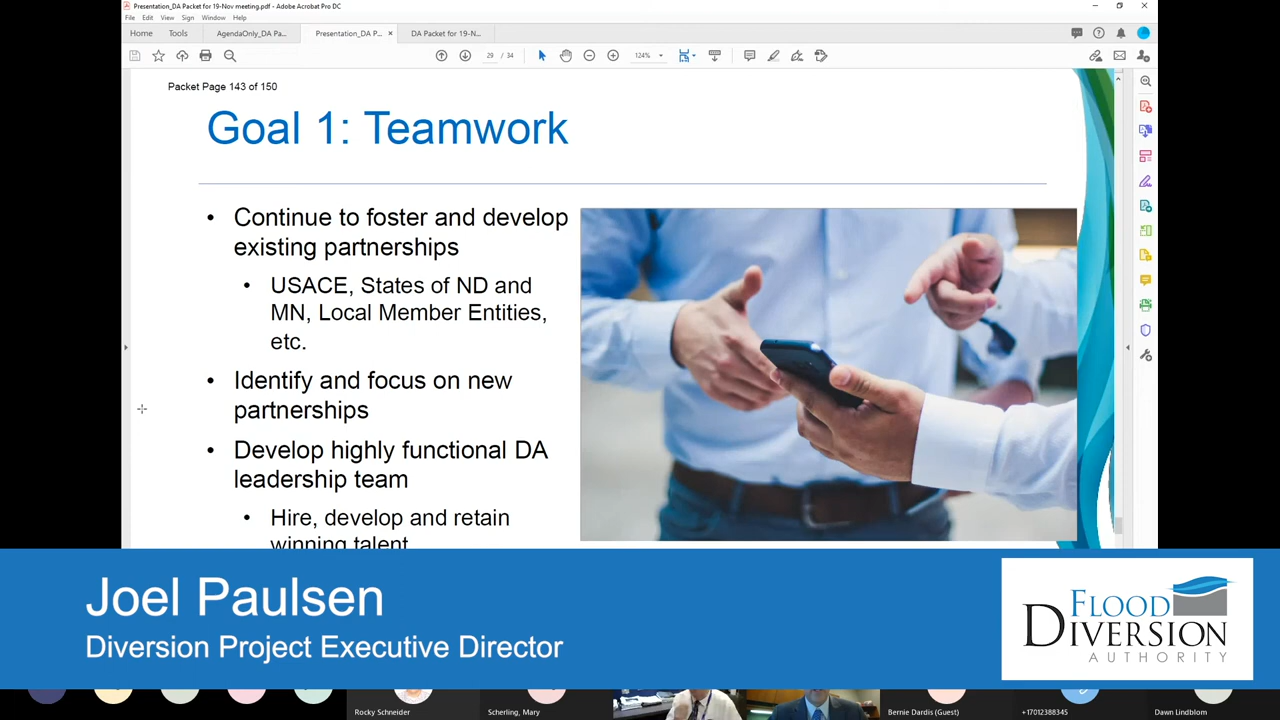 Presentation_DA Packet for 19-Nov meeting.pdf - Adobe Acrobat Pro DC
File Edit View Sign Window Help
Home Tools AgendaOnly_DA Pa... Presentation_DA P... × DA Packet for 19-N...
29 / 34 124%
Packet Page 143 of 150
Goal 1: Teamwork
• Continue to foster and develop
existing partnerships
• USACE, States of ND and
MN, Local Member Entities,
etc.
• Identify and focus on new
partnerships
• Develop highly functional DA
leadership team
• Hire, develop and retain
winning talent
Joel Paulsen
Diversion Project Executive Director
FLOOD
DIVERSION
AUTHORITY
Rocky Schneider Scherling, Mary Bernie Dardis (Guest) +17012388345 Dawn Lindblom